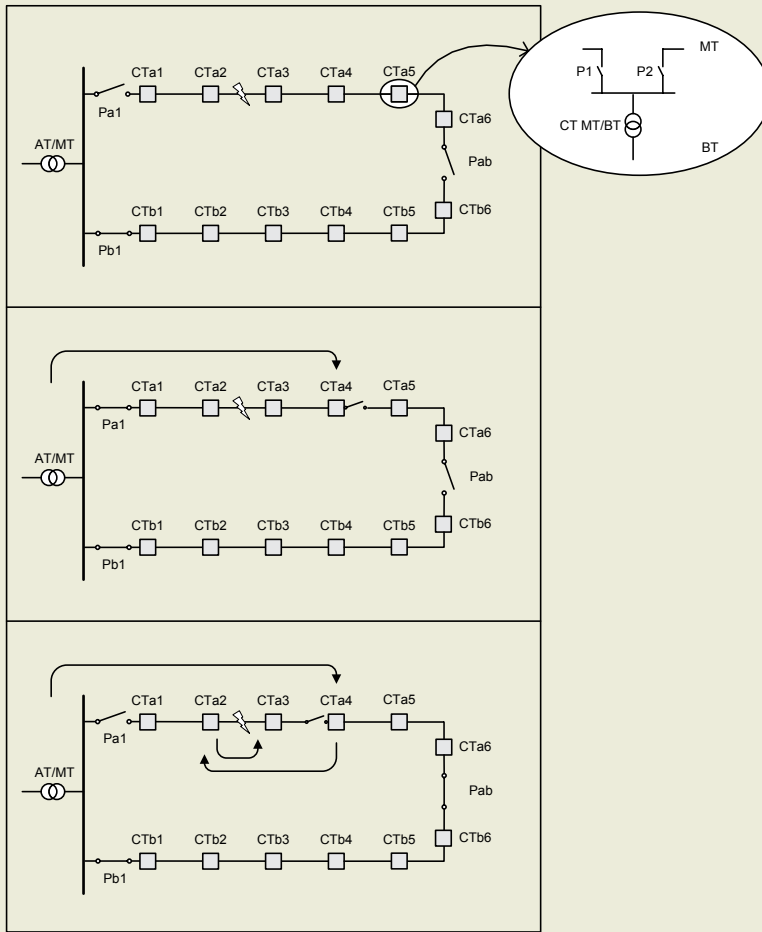 CTa1 CTa2 CTa3 CTa4 CTa5
Pa1
CTa6
AT/MT
Pab
CTb1 CTb2 CTb3 CTb4 CTb5 CTb6
Pb1
MT
P1 P2
CT MT/BT
BT
CTa1 CTa2 CTa3 CTa4 CTa5
Pa1
CTa6
AT/MT
Pab
CTb1 CTb2 CTb3 CTb4 CTb5 CTb6
Pb1
CTa1 CTa2 CTa3 CTa4 CTa5
Pa1
CTa6
AT/MT
Pab
CTb1 CTb2 CTb3 CTb4 CTb5 CTb6
Pb1